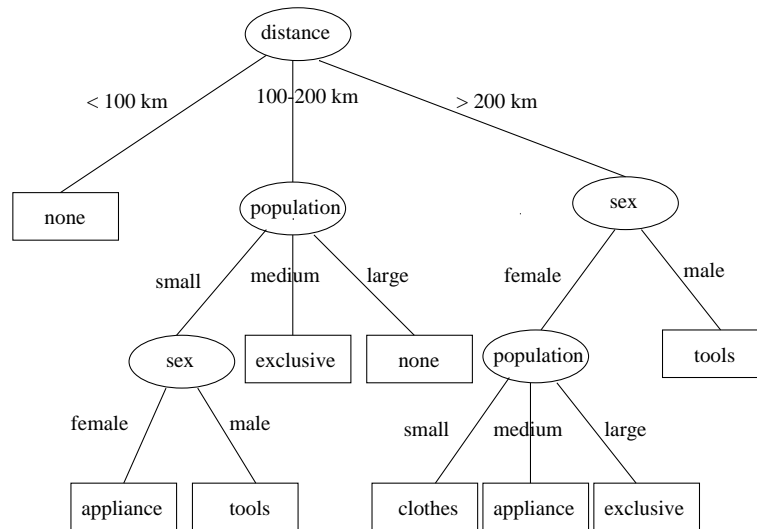 distance
< 100 km
100-200 km
> 200 km
none
population
sex
small
medium
large
female
male
sex
exclusive
none
population
tools
female
male
small
medium
large
appliance
tools
clothes
appliance
exclusive